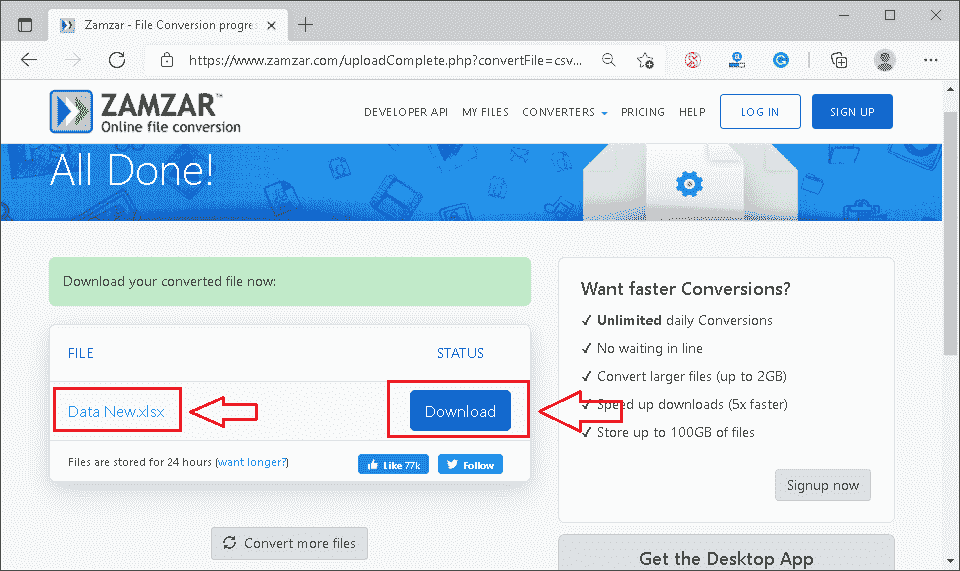 Zamzar - File Conversion progre
https://www.zamzar.com/uploadComplete.php?convertFile=csv...
ZAMZAR™
Online file conversion
DEVELOPER API MY FILES CONVERTERS PRICING HELP LOG IN SIGN UP
All Done!
Download your converted file now:
FILE STATUS
Data New.xlsx Download
Files are stored for 24 hours (want longer?) Like 77k Follow
Convert more files
Want faster Conversions?
✓ Unlimited daily Conversions
✓ No waiting in line
✓ Convert larger files (up to 2GB)
✓ Speed up downloads (5x faster)
✓ Store up to 100GB of files
Signup now
Get the Desktop App